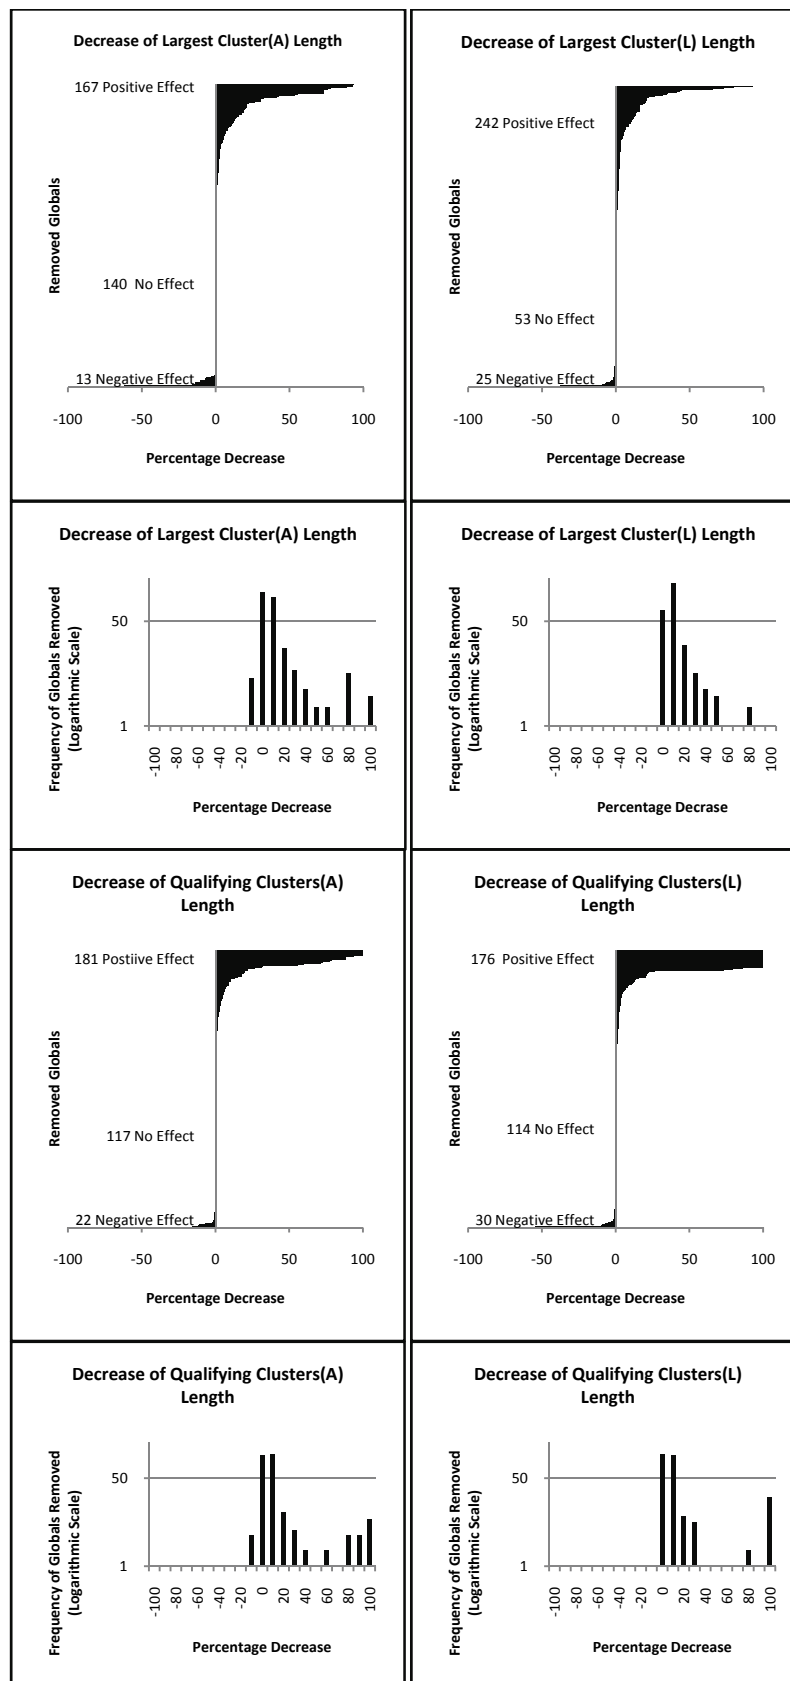 Decrease of Largest Cluster(A) Length
167 Positive Effect
Removed Globals
140 No Effect
13 Negative Effect
-100 -50 0 50 100
Percentage Decrease
Decrease of Largest Cluster(L) Length
242 Positive Effect
Removed Globals
53 No Effect
25 Negative Effect
-100 -50 0 50 100
Percentage Decrease
Decrease of Largest Cluster(A) Length
Frequency of Globals Removed
(Logarithmic Scale)
50
1
-100 -80 -60 -40 -20 0 20 40 60 80 100
Percentage Decrease
Decrease of Largest Cluster(L) Length
Frequency of Globals Removed
(Logarithmic Scale)
50
1
-100 -80 -60 -40 -20 0 20 40 60 80 100
Percentage Decrase
Decrease of Qualifying Clusters(A)
Length
181 Postiive Effect
Removed Globals
117 No Effect
22 Negative Effect
-100 -50 0 50 100
Percentage Decrease
Decrease of Qualifying Clusters(L)
Length
176 Positive Effect
Removed Globals
114 No Effect
30 Negative Effect
-100 -50 0 50 100
Percentage Decrease
Decrease of Qualifying Clusters(A)
Length
Frequency of Globals Removed
(Logarithmic Scale)
50
1
-100 -80 -60 -40 -20 0 20 40 60 80 100
Percentage Decrease
Decrease of Qualifying Clusters(L)
Length
Frequency of Globals Removed
(Logarithmic Scale)
50
1
-100 -80 -60 -40 -20 0 20 40 60 80 100
Percentage Decrease